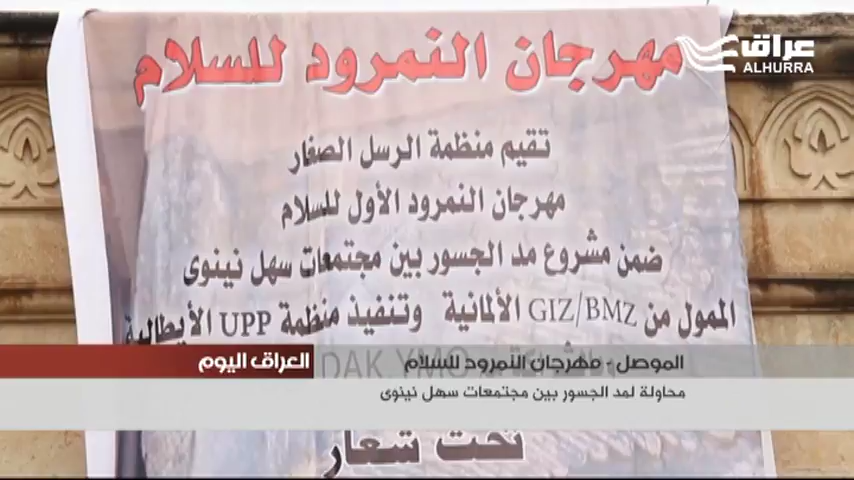 مهرجان النمرود للسلام
عراق
ALHURRA
تقيم منظمة الرسل الصغار
مهرجان النمرود الأول للسلام
ضمن مشروع مد الجسور بين مجتمعات سهل نينوى
الممول من GIZ/BMZ الألمانية وتنفيذ منظمة UPP الأيطالية
DAK.YMO
العراق اليوم
الموصل - مهرجان النمرود للسلام
محاولة لمد الجسور بين مجتمعات سهل نينوى
تحت شعار